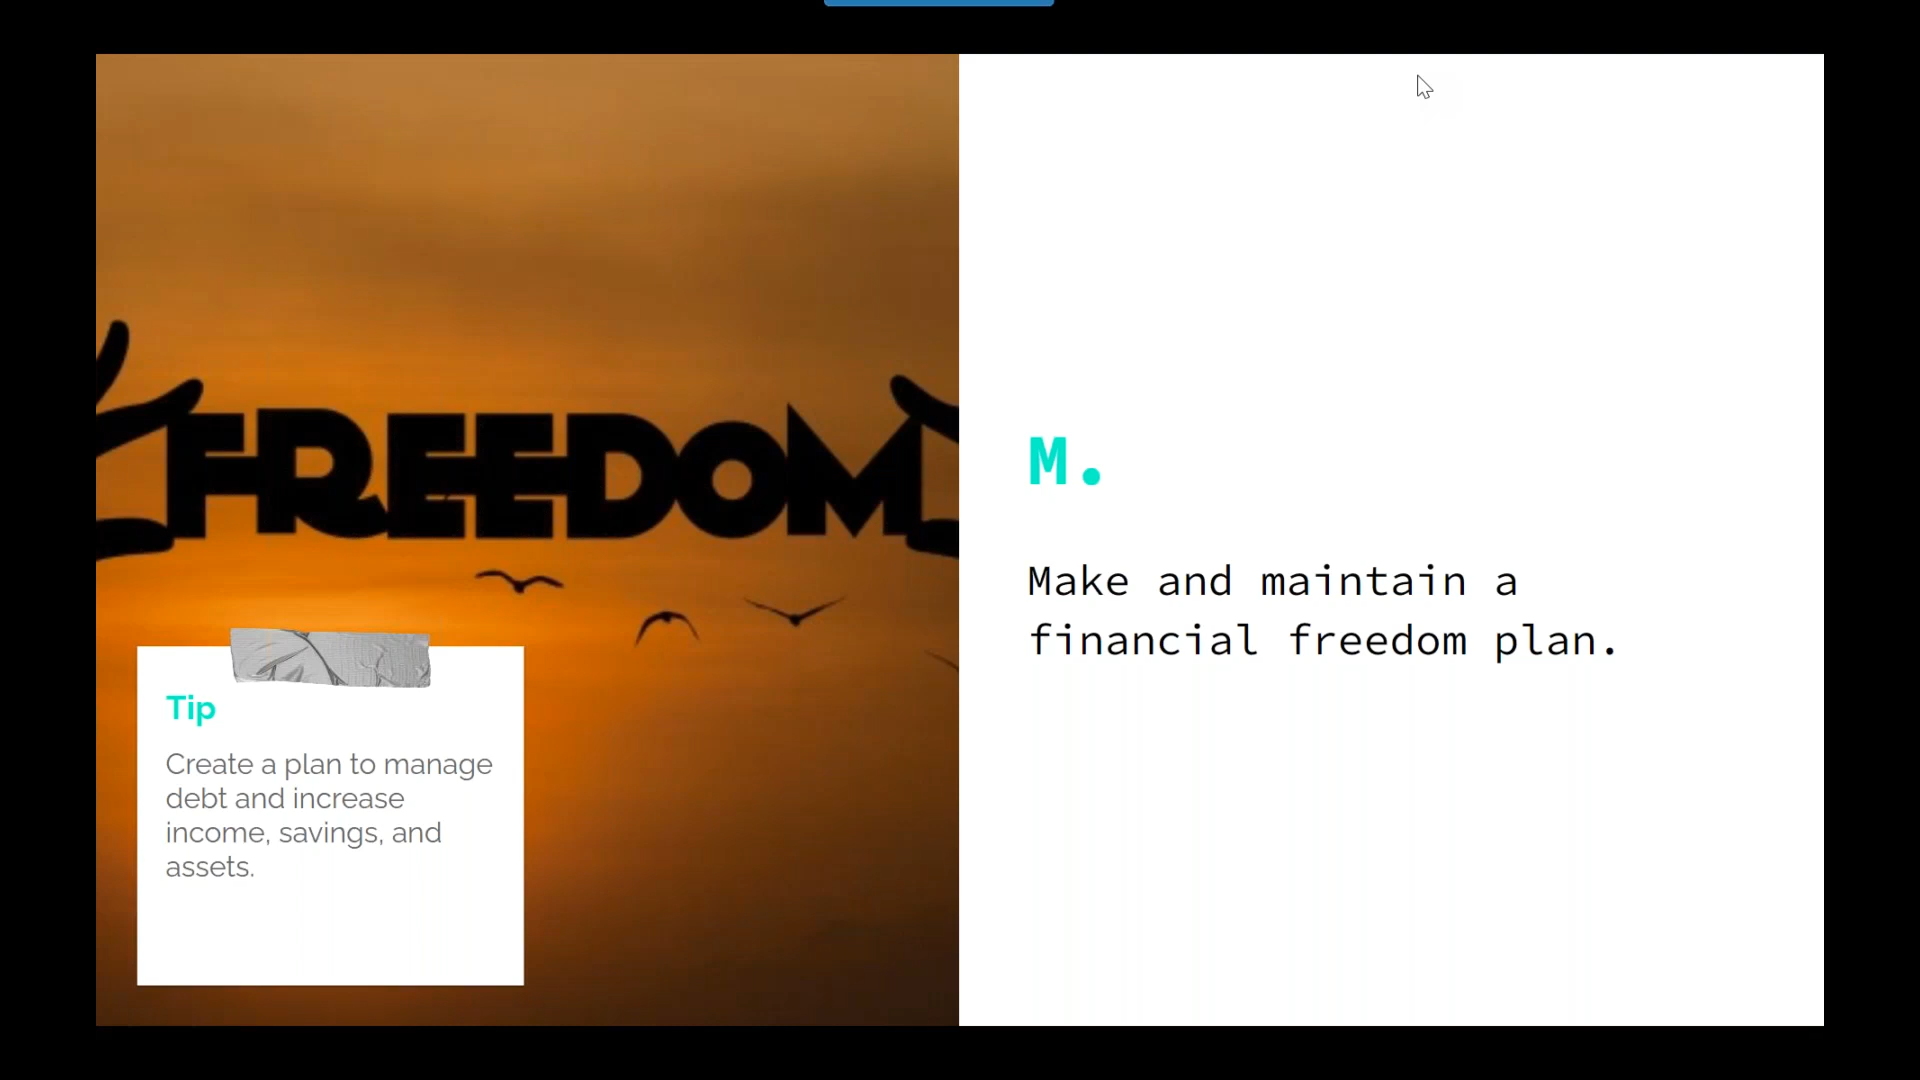 FREEDOM
Tip
Create a plan to manage
debt and increase
income, savings, and
assets.
M.
Make and maintain a
financial freedom plan.